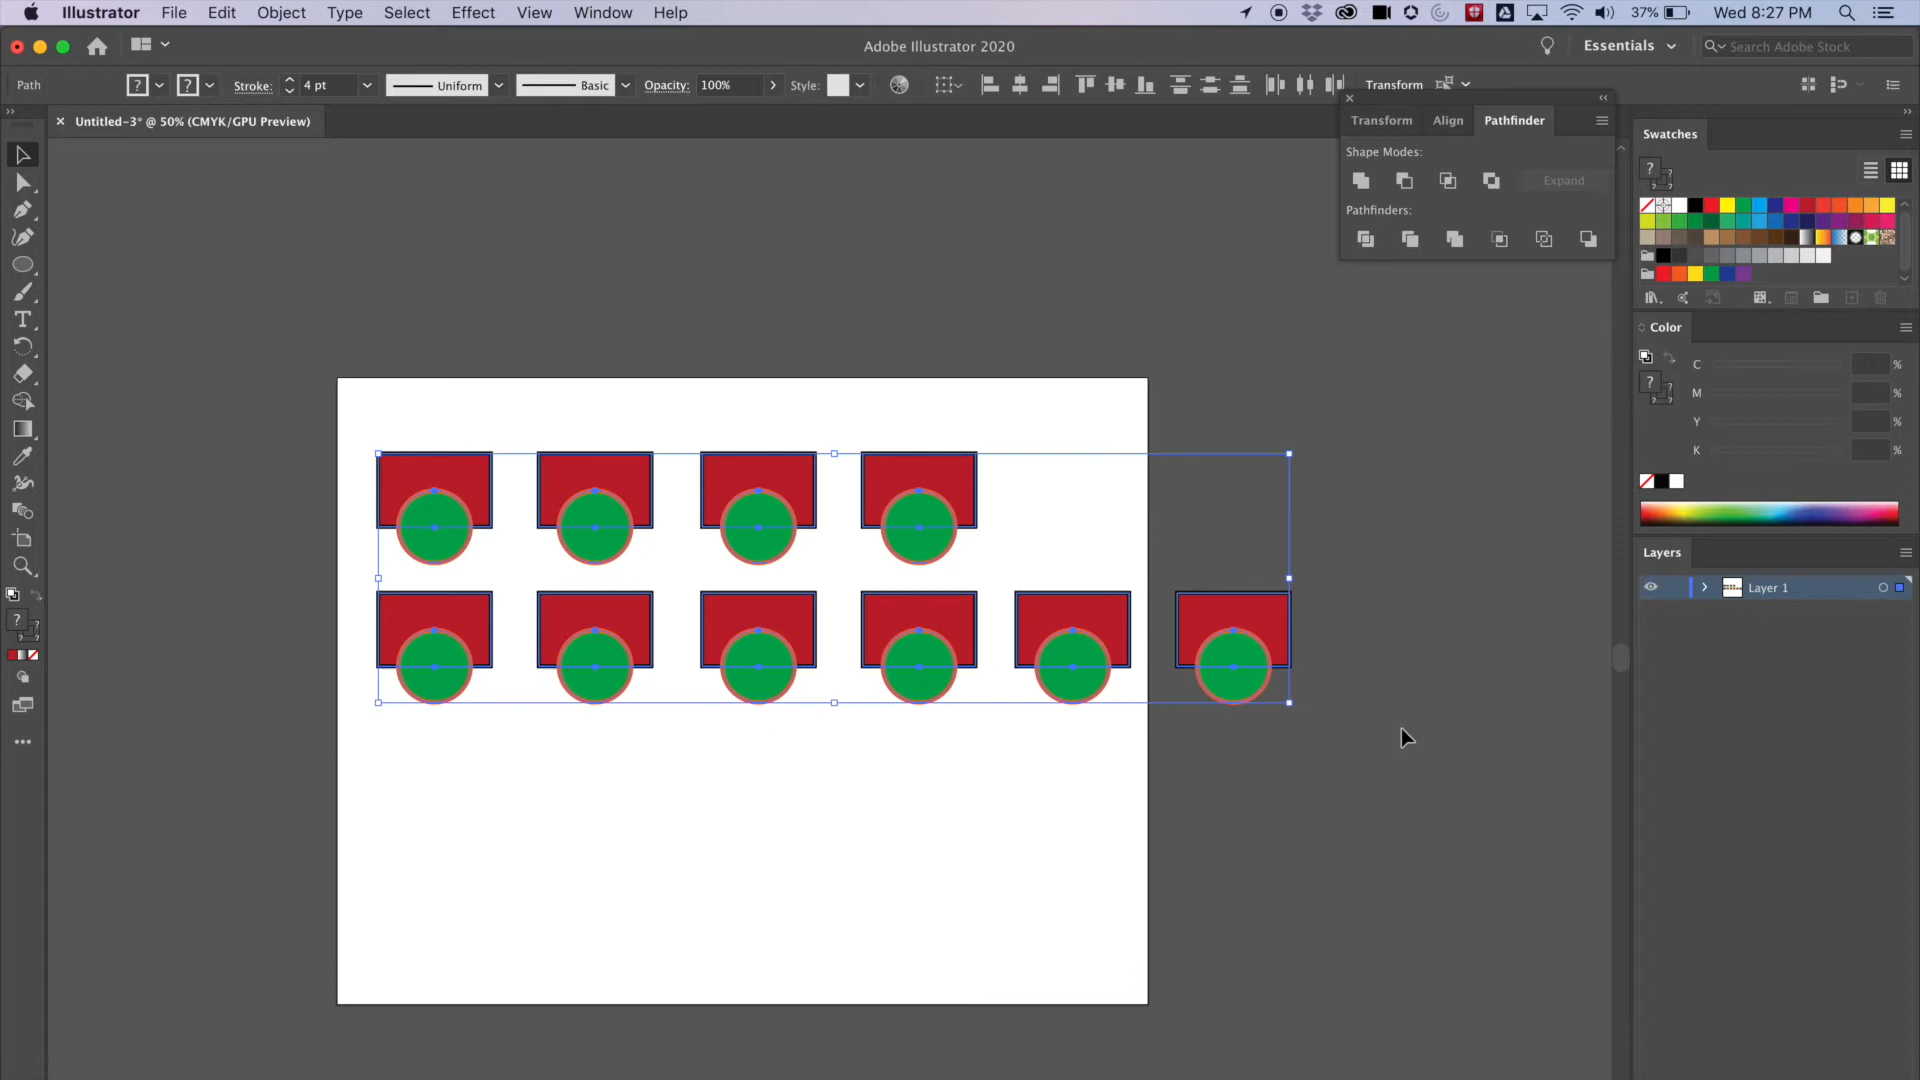 Illustrator File Edit Object Type Select Effect View Window Help 37% Wed 8:27 PM
Adobe Illustrator 2020 Essentials Search Adobe Stock
Path ? ? Stroke: 4 pt Uniform Basic Opacity: 100% Style: Transform
Untitled-3* @ 50% (CMYK/GPU Preview)
Transform Align Pathfinder
Shape Modes:
Expand
Pathfinders:
Swatches
?
Color
C %
?
M %
Y %
K %
Layers
Layer 1
T
?